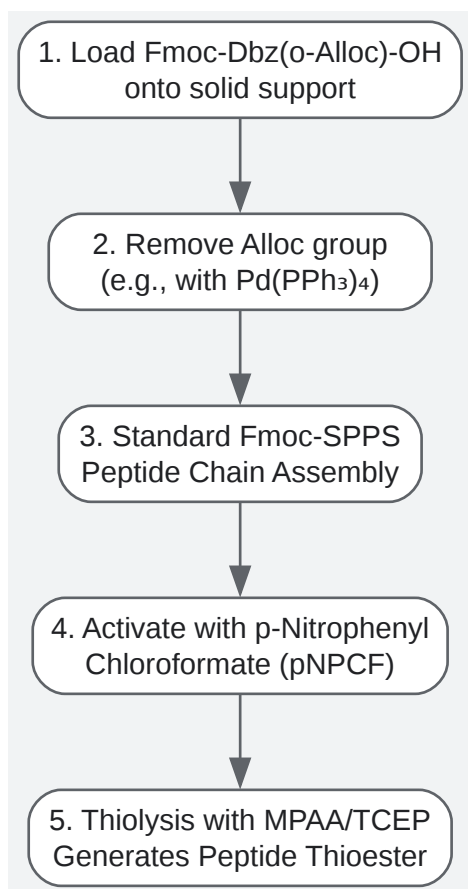 1. Load Fmoc-Dbz(o-Alloc)-OH
onto solid support
2. Remove Alloc group
(e.g., with Pd(PPh₃)₄)
3. Standard Fmoc-SPPS
Peptide Chain Assembly
4. Activate with p-Nitrophenyl
Chloroformate (pNPCF)
5. Thiolysis with MPAA/TCEP
Generates Peptide Thioester